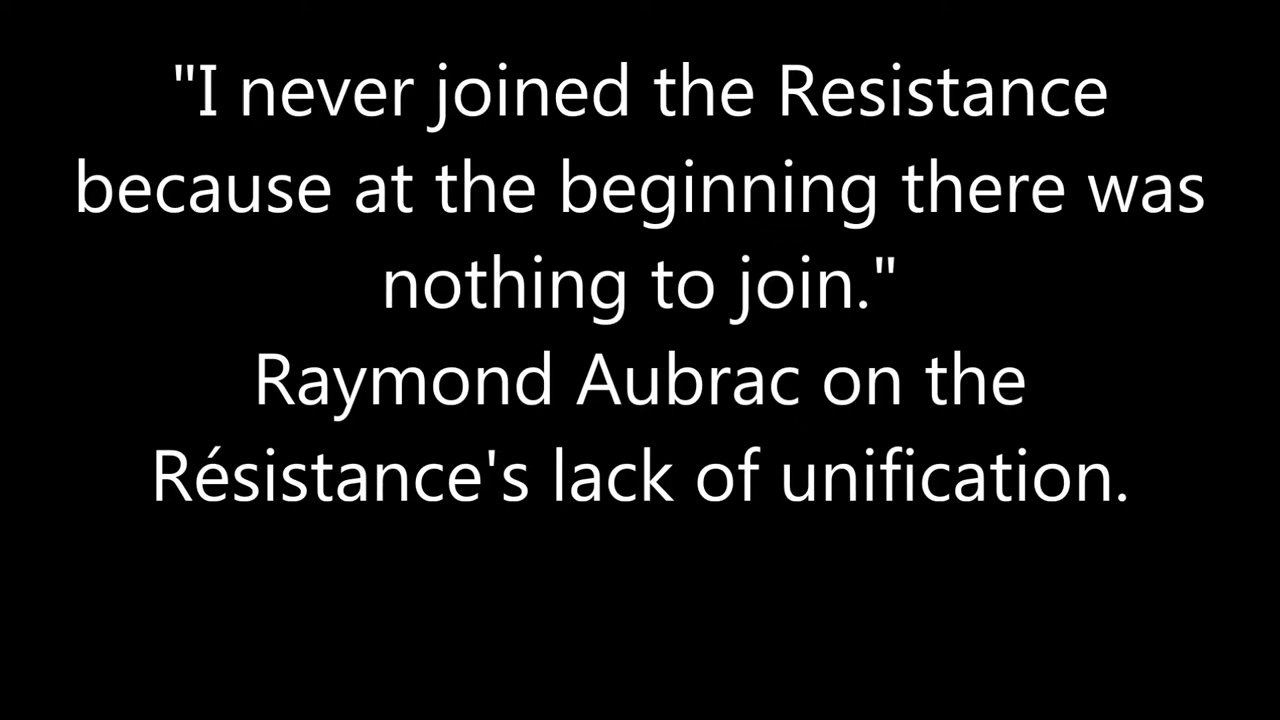 "I never joined the Resistance
because at the beginning there was
nothing to join."
Raymond Aubrac on the
Résistance's lack of unification.